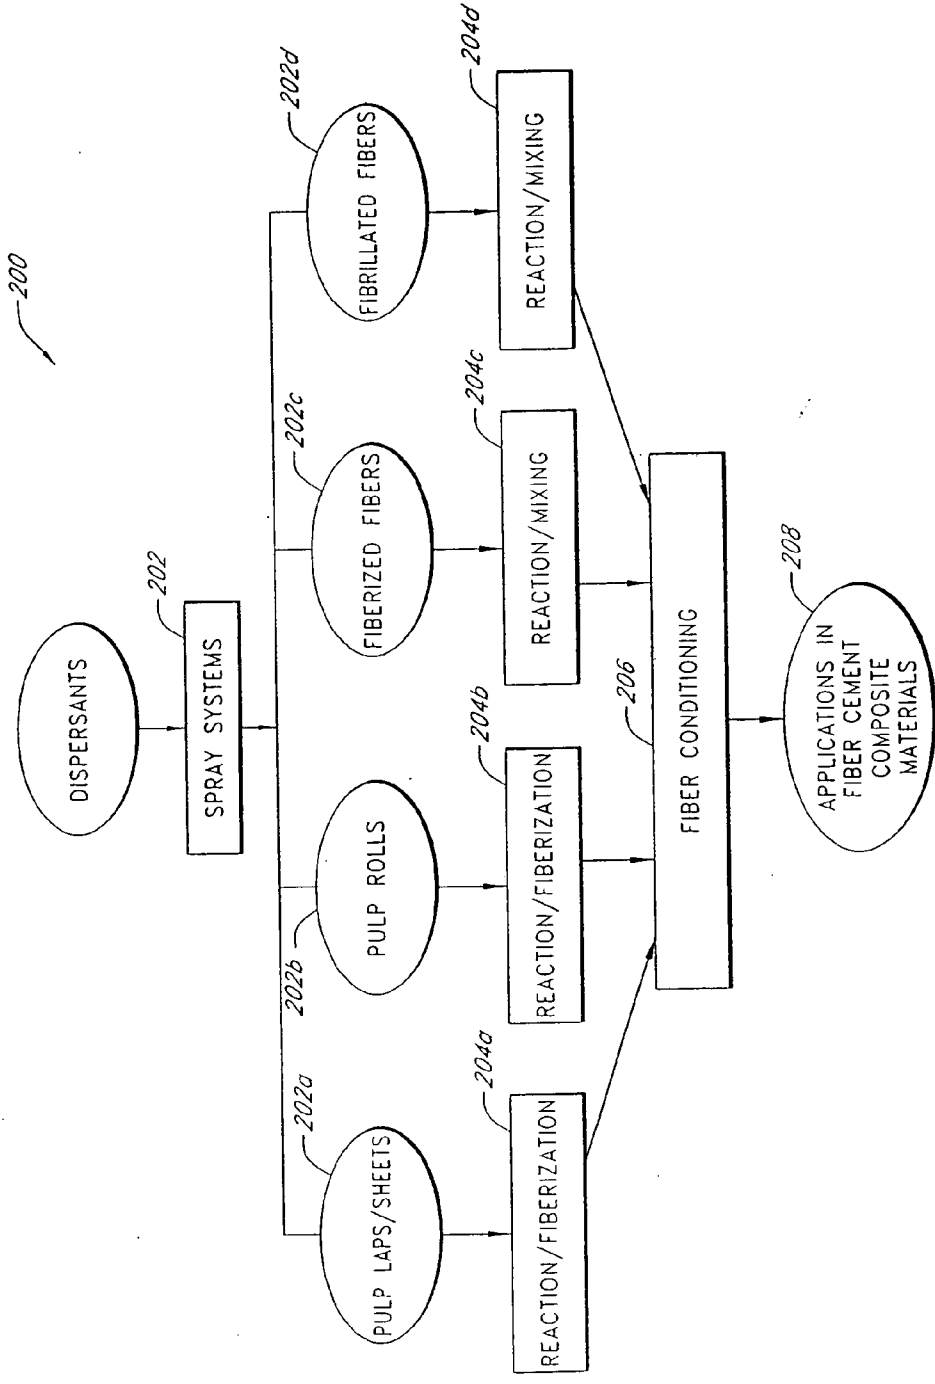 200
DISPERSANTS
202
SPRAY SYSTEMS
202a
PULP LAPS/SHEETS
202b
PULP ROLLS
202c
FIBERIZED FIBERS
202d
FIBRILLATED FIBERS
204a
REACTION/FIBERIZATION
204b
REACTION/FIBERIZATION
204c
REACTION/MIXING
204d
REACTION/MIXING
206
FIBER CONDITIONING
208
APPLICATIONS IN
FIBER CEMENT
COMPOSITE
MATERIALS